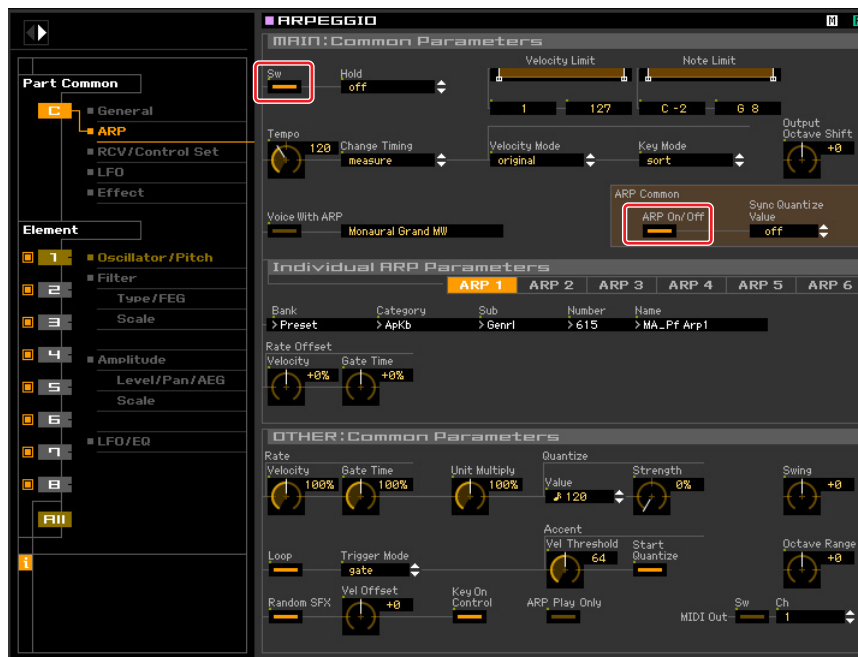 ARPEGGIO
M
MAIN:Common Parameters
Sw Hold Velocity Limit Note Limit
off
1 127 C -2 G 8
Tempo Output
Octave Shift
120 Change Timing Velocity Mode Key Mode +0
measure original sort
ARP Common
Voice With ARP ARP On/Off Sync Quantize
Value
Monaural Grand MW off
Individual ARP Parameters
ARP 1 ARP 2 ARP 3 ARP 4 ARP 5 ARP 6
Bank Category Sub Number Name
>Preset >ApKb >Genrl >615 >MA_Pf Arp1
Rate Offset
Velocity Gate Time
+0% +0%
OTHER:Common Parameters
Rate Quantize
Velocity Gate Time Unit Multiply Value Strength Swing
100% 100% 100% 120 0% +0
Accent
Loop Trigger Mode Vel Threshold Start
Quantize Octave Range
gate 64 +0
Random SFX Vel Offset Key On
Control ARP Play Only Sw Ch
+0 MIDI Out 1
Part Common
C General
ARP
RCV/Control Set
LFO
Effect
Element
1 Oscillator/Pitch
2 Filter
Type/FEG
3 Scale
4 Amplitude
5 Level/Pan/AEG
Scale
6
7 LFO/EQ
8
All
i